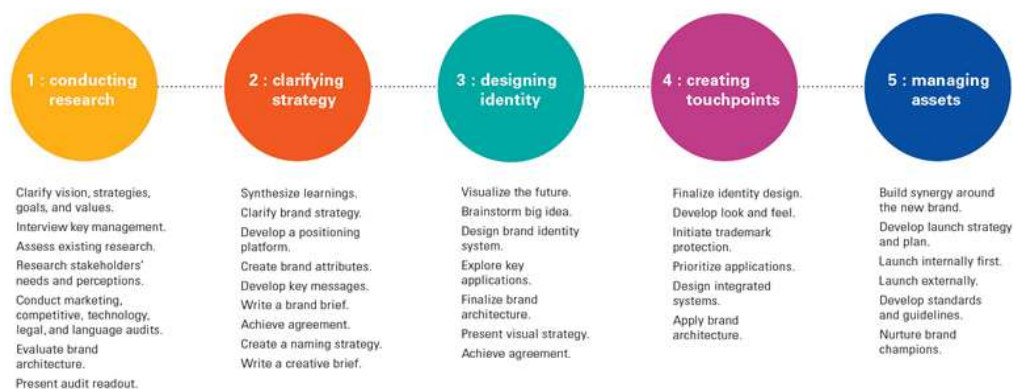 1 : conducting
research
Clarify vision, strategies,
goals, and values.
Interview key management.
Assess existing research.
Research stakeholders'
needs and perceptions.
Conduct marketing,
competitive, technology,
legal, and language audits.
Evaluate brand
architecture.
Present audit readout.
2 : clarifying
strategy
Synthesize learnings.
Clarify brand strategy.
Develop a positioning
platform.
Create brand attributes.
Develop key messages.
Write a brand brief.
Achieve agreement.
Create a naming strategy.
Write a creative brief.
3 : designing
identity
Visualize the future.
Brainstorm big idea.
Design brand identity
system.
Explore key
applications.
Finalize brand
architecture.
Present visual strategy.
Achieve agreement.
4 : creating
touchpoints
Finalize identity design.
Develop look and feel.
Initiate trademark
protection.
Prioritize applications.
Design integrated
systems.
Apply brand
architecture.
5 : managing
assets
Build synergy around
the new brand.
Develop launch strategy
and plan.
Launch internally first.
Launch externally.
Develop standards
and guidelines.
Nurture brand
champions.